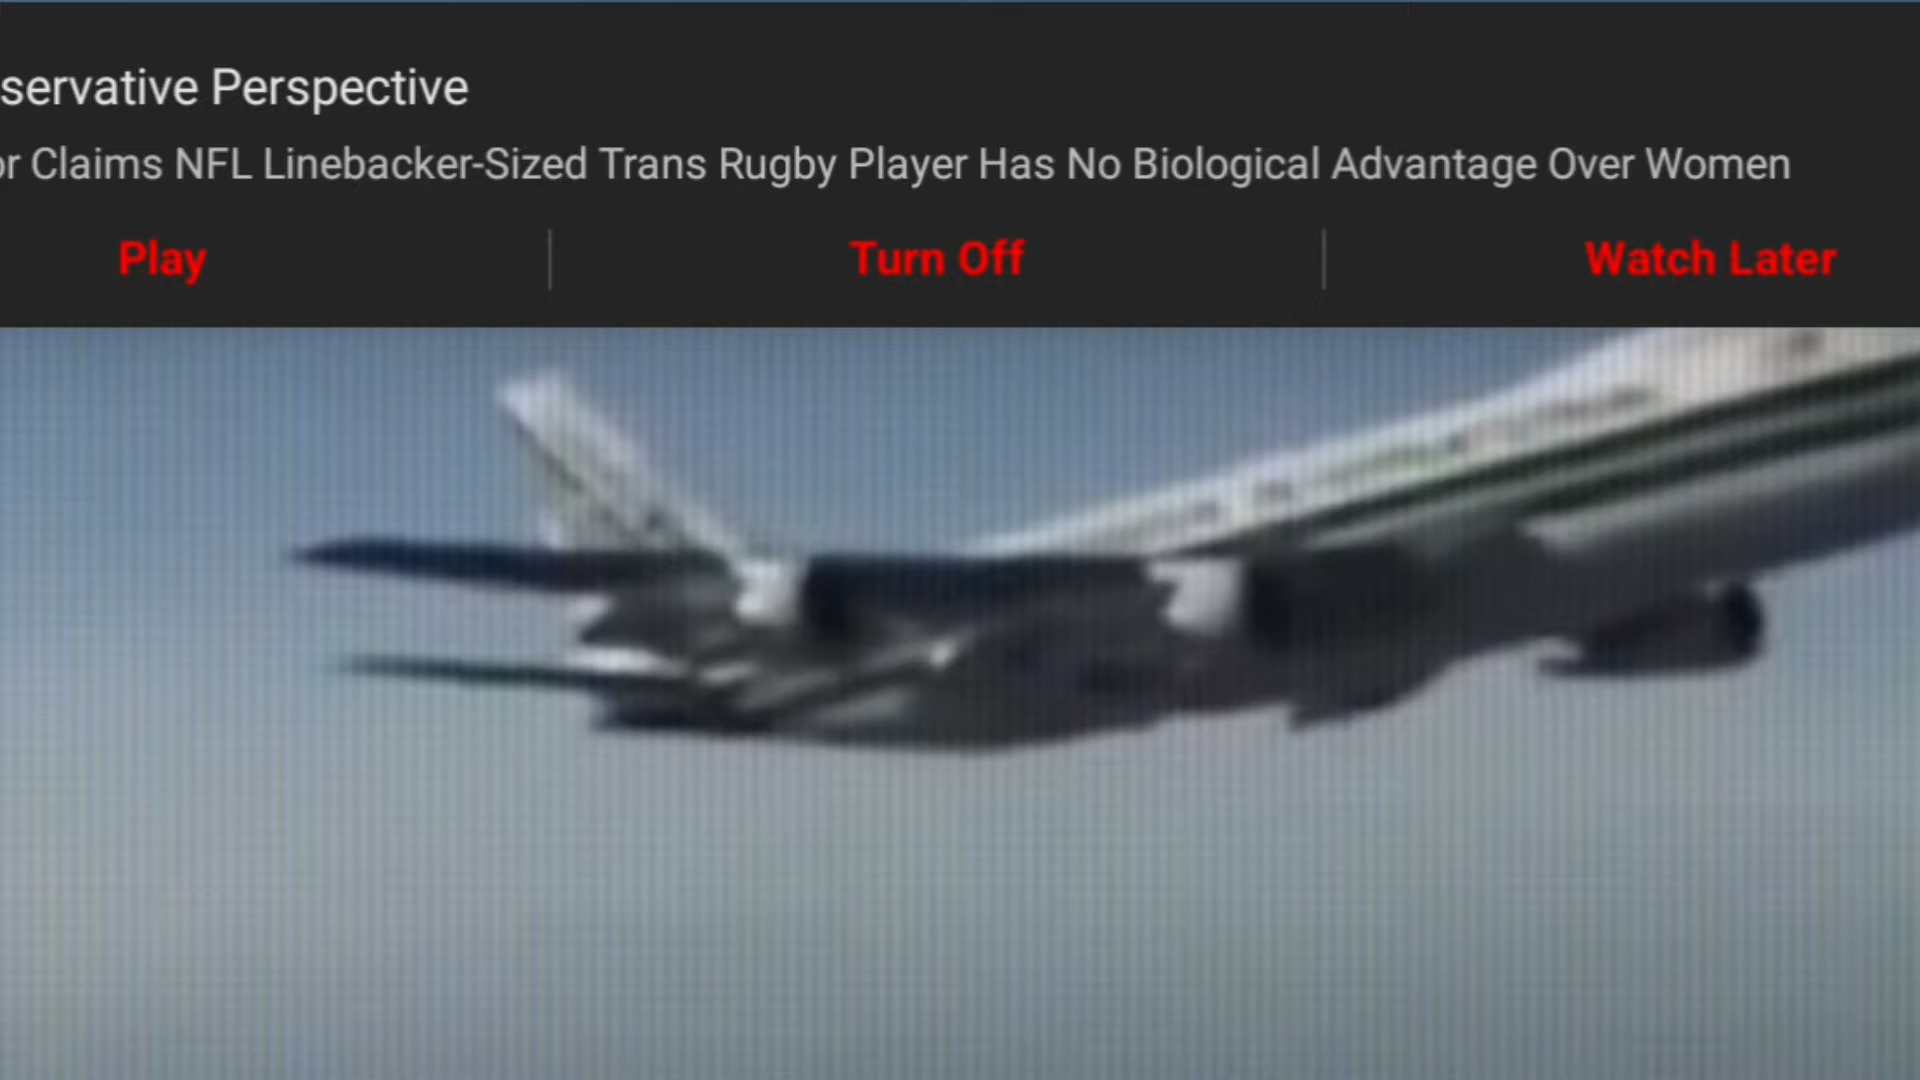 servative Perspective
or Claims NFL Linebacker-Sized Trans Rugby Player Has No Biological Advantage Over Women
Play
Turn Off
Watch Later